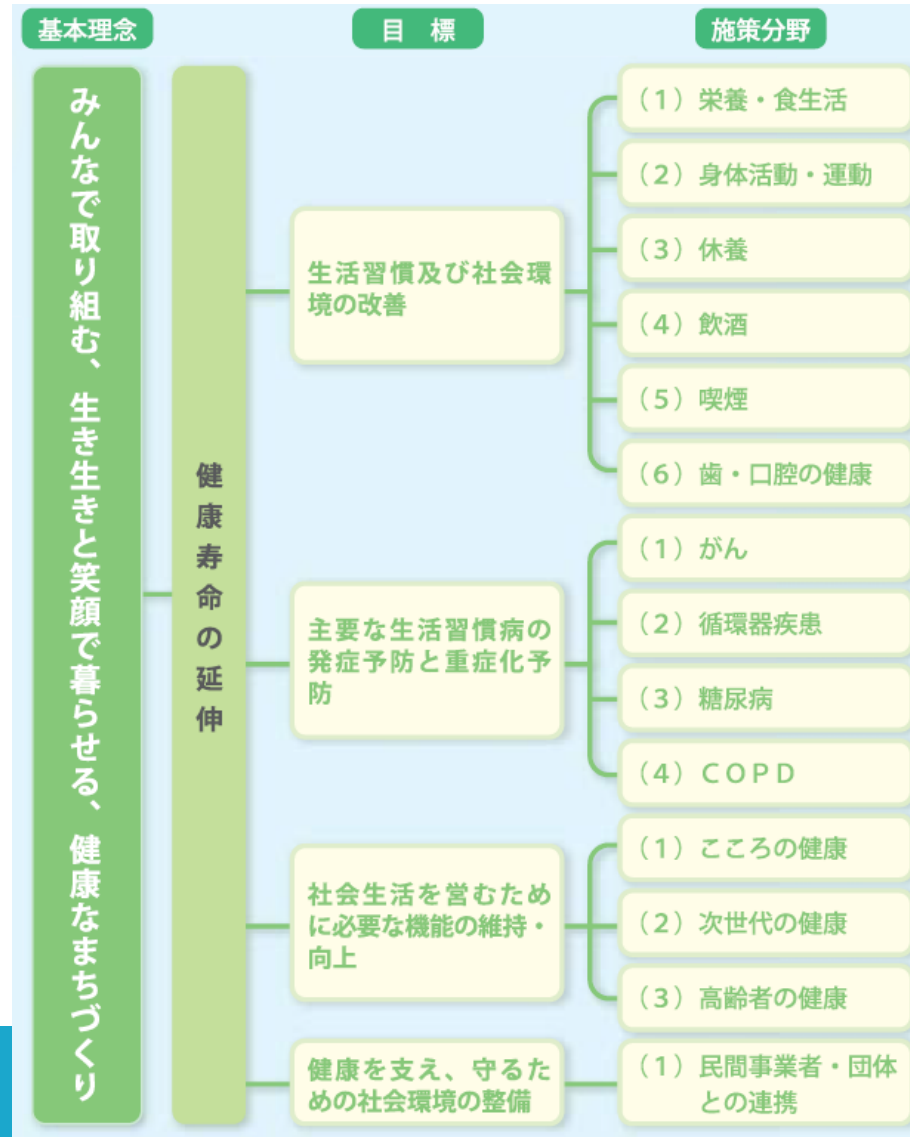 基本理念
目 標
施策分野
みんなで取り組む、生き生きと笑顔で暮らせる、健康なまちづくり
健康寿命の延伸
生活習慣及び社会環
境の改善
(1)栄養・食生活
(2)身体活動・運動
(3)休養
(4)飲酒
(5)喫煙
(6)歯・口腔の健康
主要な生活習慣病の
発症予防と重症化予
防
(1)がん
(2)循環器疾患
(3)糖尿病
(4)COPD
社会生活を営むため
に必要な機能の維持・
向上
(1)こころの健康
(2)次世代の健康
(3)高齢者の健康
健康を支え、守るた
めの社会環境の整備
(1)民間事業者・団体
との連携